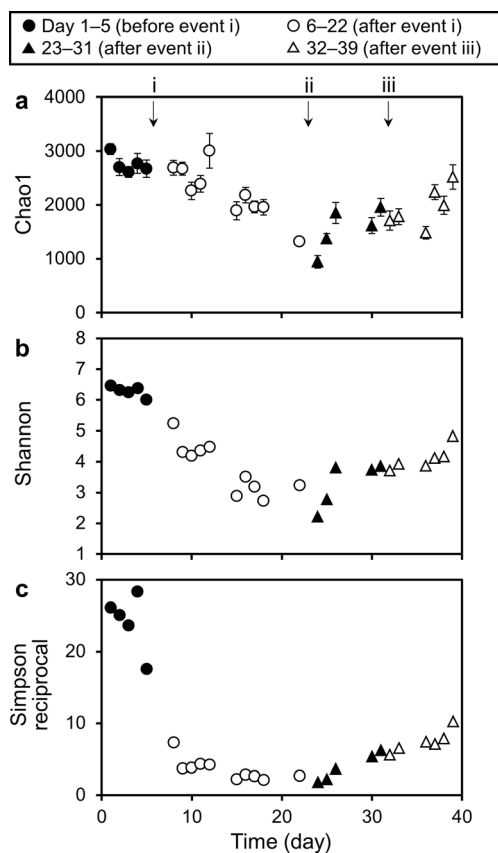 ● Day 1–5 (before event i) ○ 6–22 (after event i)
▲ 23–31 (after event ii) △ 32–39 (after event iii)
i ii iii
a
4000
3000
2000
1000
0
Chao1
b
8
7
6
5
4
3
2
1
Shannon
c
30
20
10
0
Simpson
reciprocal
0 10 20 30 40
Time (day)